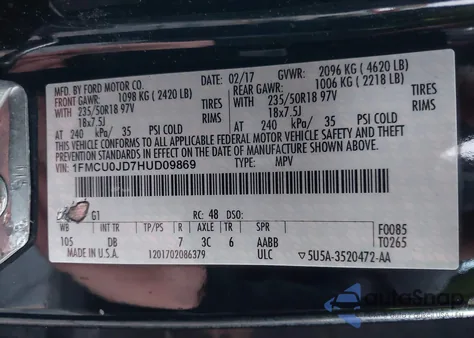 MFD. BY FORD MOTOR CO.
DATE: 02/17 GVWR: 2096 KG ( 4620 LB)
FRONT GAWR: 1098 KG ( 2420 LB) REAR GAWR: 1006 KG ( 2218 LB)
235/50R18 97V TIRES 235/50R18 97V TIRES
18x7.5J RIMS 18x7.5J RIMS
AT 240 kPa/ 35 PSI COLD AT 240 kPa/ 35 PSI COLD
THIS VEHICLE CONFORMS TO ALL APPLICABLE FEDERAL MOTOR VEHICLE SAFETY, BUMPER,
AND THEFT PREVENTION STANDARDS IN EFFECT ON THE DATE OF MANUFACTURE SHOWN ABOVE.
VIN: 1FMCU0JD7HUD09869 TYPE: MPV
G1 RC: 48 DSO:
WB INT TR TP/PS R AXLE TR SPR F0085
105 DB 7 3C 6 AABB T0265
MADE IN U.S.A. 1201702086379 ULC ▽5U5A-3520472-AA
autoSnap